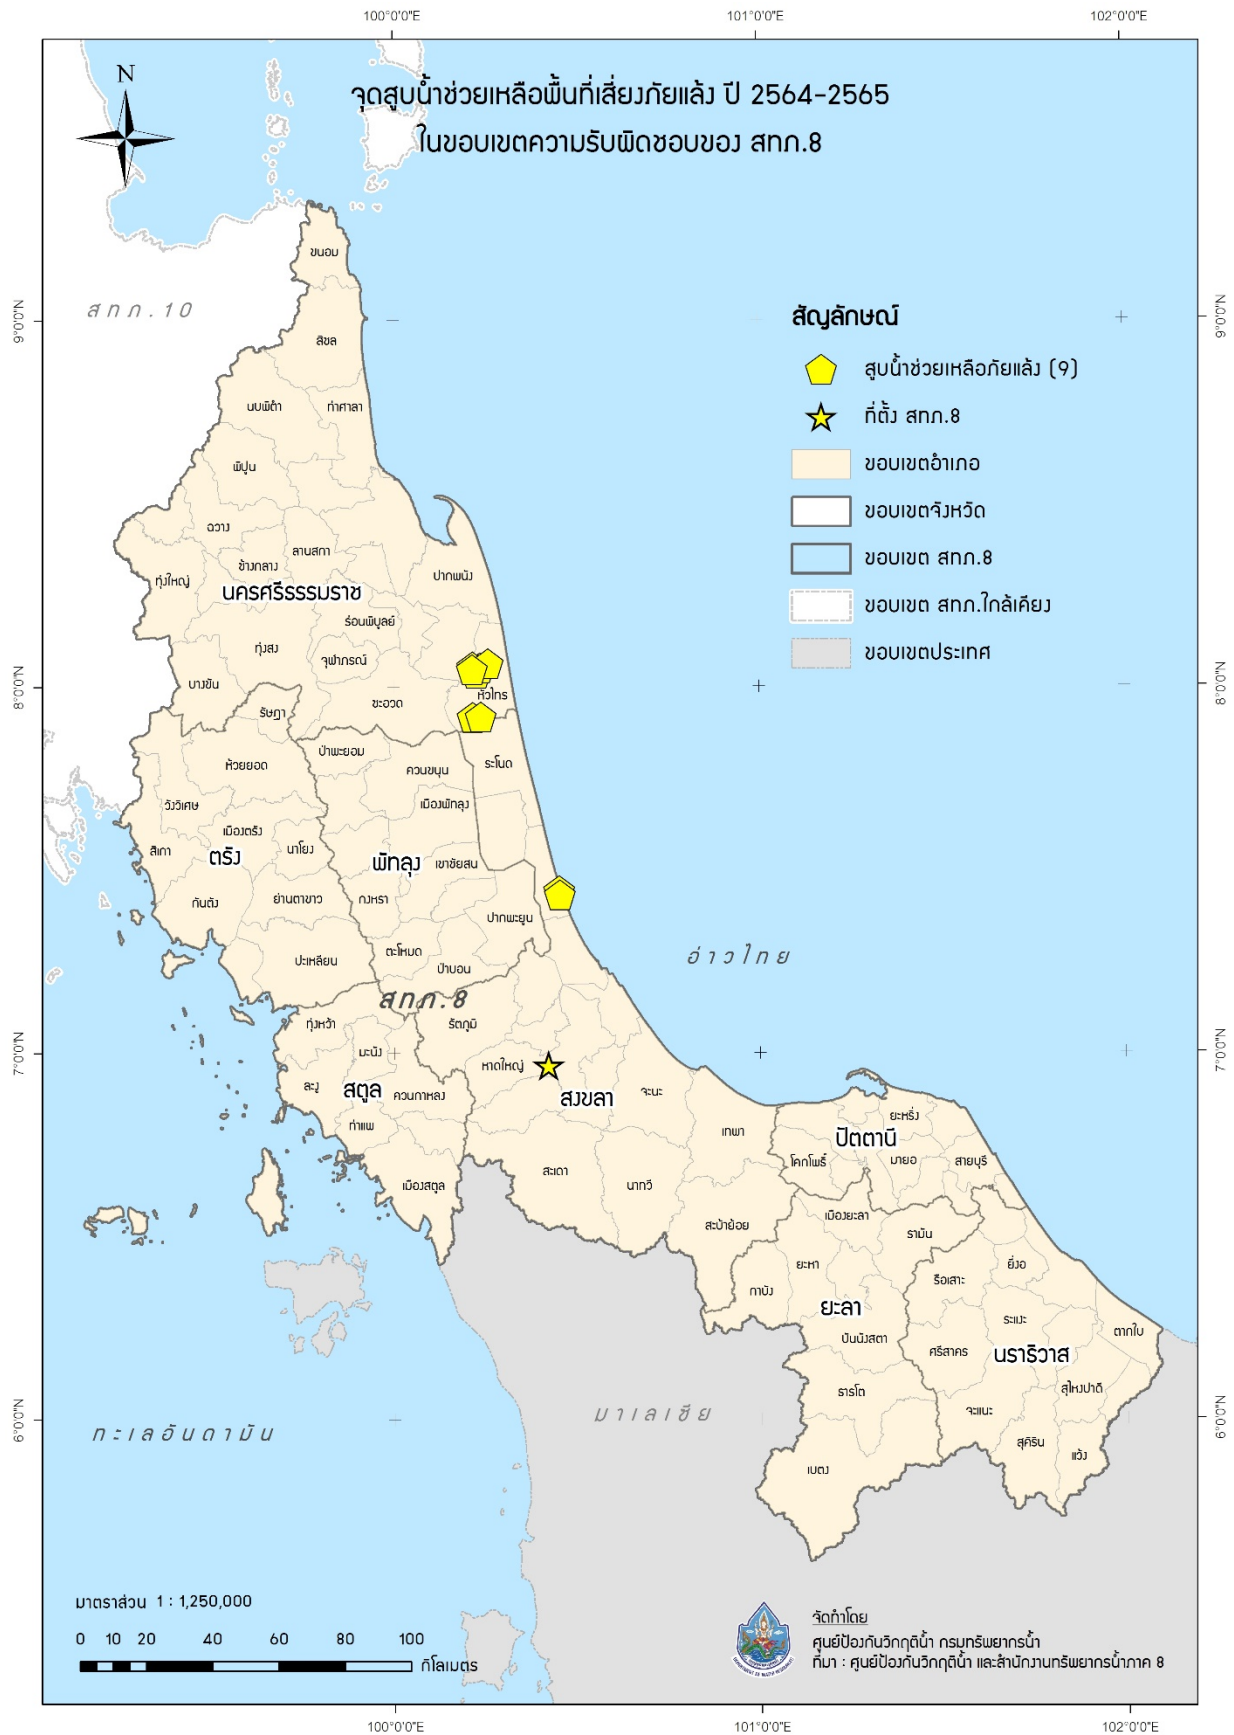 100°0'0"E
101°0'0"E
102°0'0"E
N
จุดสูบน้ำช่วยเหลือพื้นที่เสี่ยงภัยแล้ง ปี 2564-2565
ในขอบเขตความรับผิดชอบของ สทภ.8
สทภ.10
9°0'0"N
9°0'0"N
สัญลักษณ์
สูบน้ำช่วยเหลือภัยแล้ง (9)
ที่ตั้ง สทภ.8
ขอบเขตอำเภอ
ขอบเขตจังหวัด
ขอบเขต สทภ.8
ขอบเขต สทภ.ใกล้เคียง
ขอบเขตประเทศ
ขนอม
สิชล
นบพิตำ
ท่าศาลา
พิปูน
ฉวาง
ลานสกา
ช้างกลาง
ทุ่งใหญ่
ปากพนัง
นครศรีธรรมราช
ร่อนพิบูลย์
ทุ่งสง
จุฬาภรณ์
บางขัน
ชะอวด
หัวไทร
8°0'0"N
8°0'0"N
รัษฎา
ป่าพะยอม
ห้วยยอด
ควนขนุน
ระโนด
วังวิเศษ
เมืองพัทลุง
เมืองตรัง
สิเกา
นาโยง
ตรัง
พัทลุง
เขาชัยสน
กันตัง
ย่านตาขาว
กงหรา
ปากพะยูน
ปะเหลียน
ตะโหมด
ป่าบอน
อ่าวไทย
สทภ.8
ทุ่งหว้า
รัตภูมิ
มะนัง
หาดใหญ่
7°0'0"N
7°0'0"N
ละงู
สตูล
ควนกาหลง
สงขลา
จะนะ
ท่าแพ
เทพา
ยะหริ่ง
ปัตตานี
โคกโพธิ์
มายอ
สายบุรี
เมืองสตูล
สะเดา
นาทวี
สะบ้าย้อย
เมืองยะลา
รามัน
ยะหา
ยี่งอ
กาบัง
รือเสาะ
ยะลา
ระแงะ
ตากใบ
บันนังสตา
ศรีสาคร
นราธิวาส
ธารโต
สุไหงปาดี
จะแนะ
สุคิริน
แว้ง
เบตง
มาเลเซีย
ทะเลอันดามัน
6°0'0"N
6°0'0"N
มาตราส่วน 1 : 1,250,000
0 10 20 40 60 80 100
กิโลเมตร
จัดทำโดย
ศูนย์ป้องกันวิกฤติน้ำ กรมทรัพยากรน้ำ
ที่มา : ศูนย์ป้องกันวิกฤติน้ำ และสำนักงานทรัพยากรน้ำภาค 8
100°0'0"E
101°0'0"E
102°0'0"E